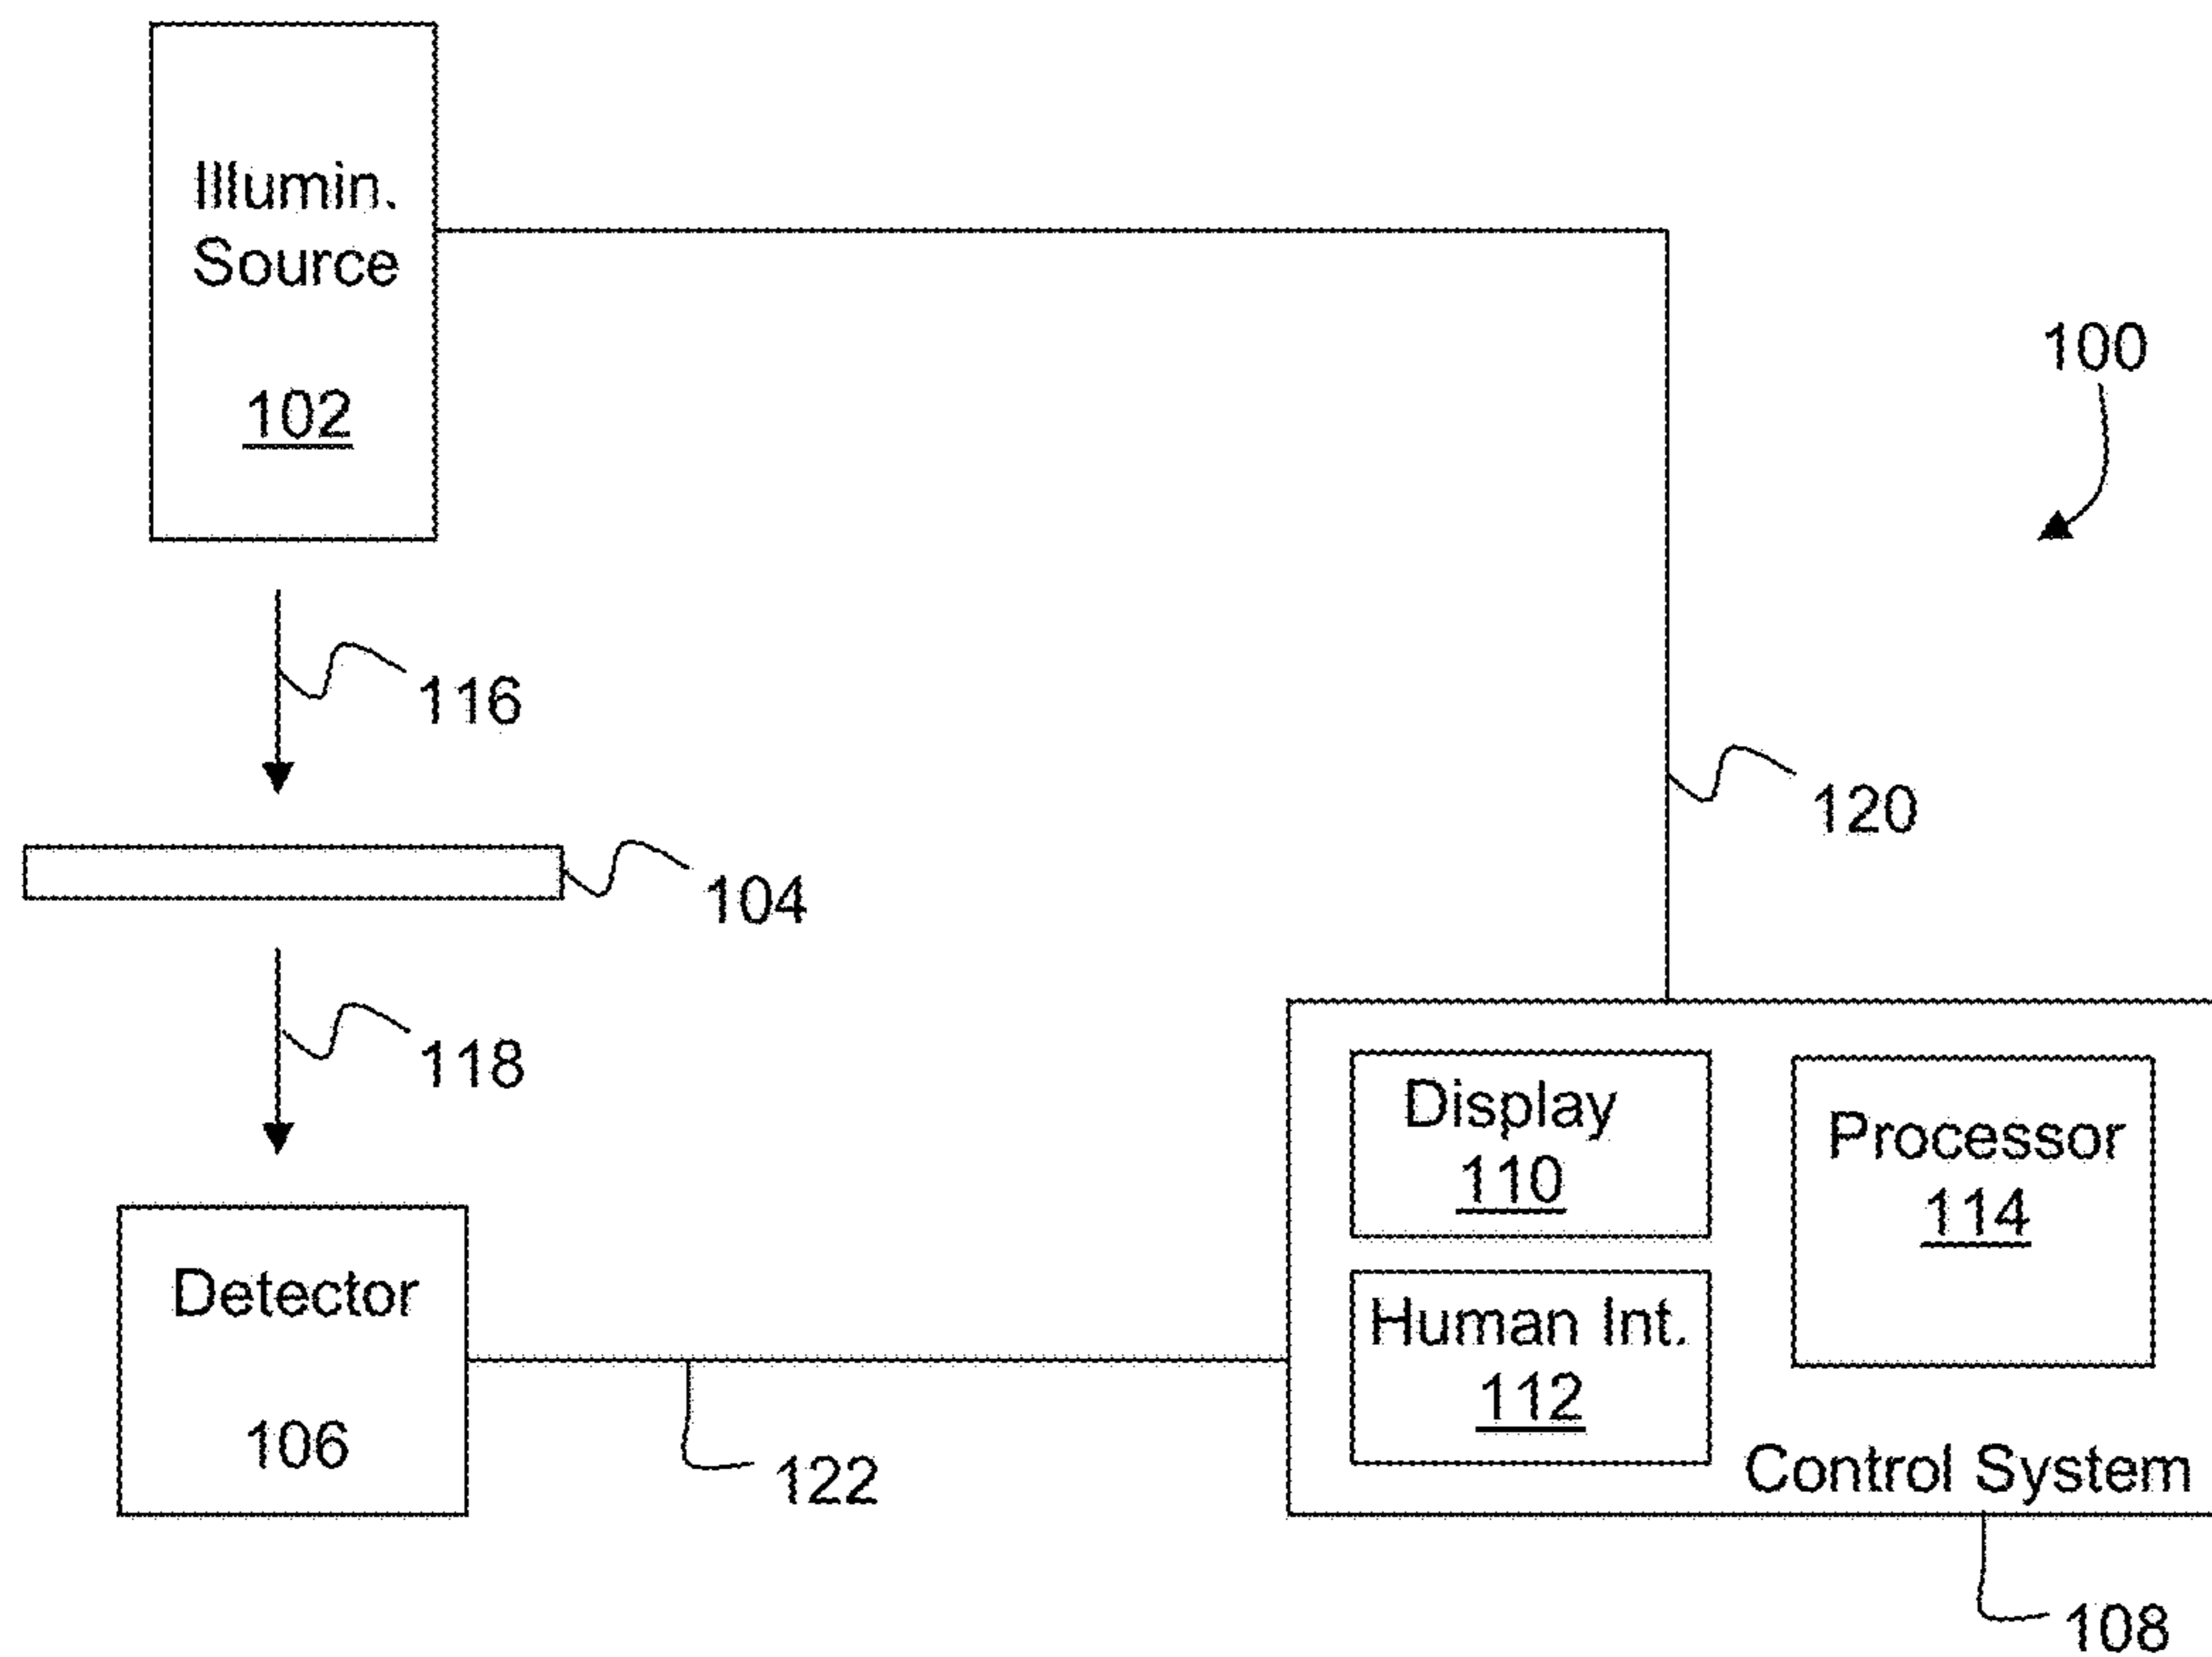 Illumin.
Source
102
100
116
120
104
118
Display
110
Processor
114
Detector
106
Human Int.
112
122
Control System
108